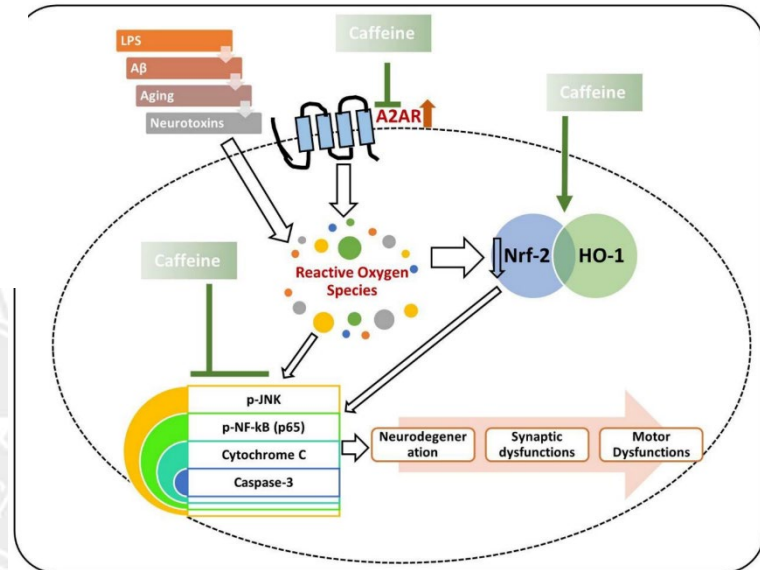 LPS
Aβ
Aging
Neurotoxins
Caffeine
A2AR
Caffeine
Reactive Oxygen
Species
Nrf-2
HO-1
Caffeine
p-JNK
p-NF-kB (p65)
Cytochrome C
Caspase-3
Neurodegener
ation
Synaptic
dysfunctions
Motor
Dysfunctions